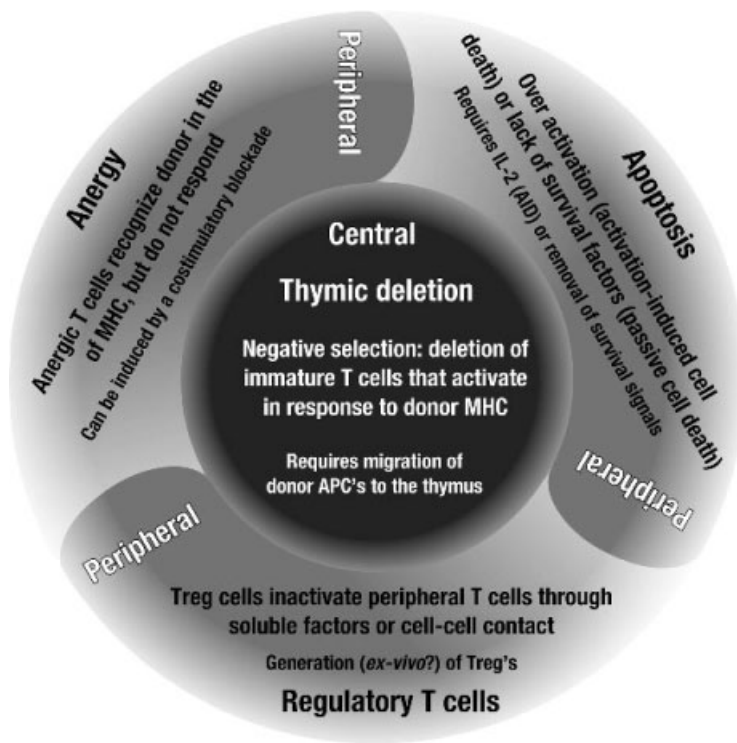 Central
Thymic deletion
Negative selection: deletion of
immature T cells that activate
in response to donor MHC
Requires migration of
donor APC's to the thymus
Peripheral
Anergy
Anergic T cells recognize donor in the
of MHC, but do not respond
Can be induced by a costimulatory blockade
Peripheral
Apoptosis
Over activation (activation-induced cell
death) or lack of survival factors (passive cell death)
Requires IL-2 (AID) or removal of survival signals
Peripheral
Treg cells inactivate peripheral T cells through
soluble factors or cell-cell contact
Generation (ex-vivo?) of Treg's
Regulatory T cells